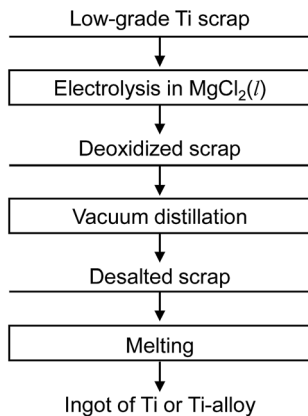 Low-grade Ti scrap
Electrolysis in MgCl₂(l)
Deoxidized scrap
Vacuum distillation
Desalted scrap
Melting
Ingot of Ti or Ti-alloy